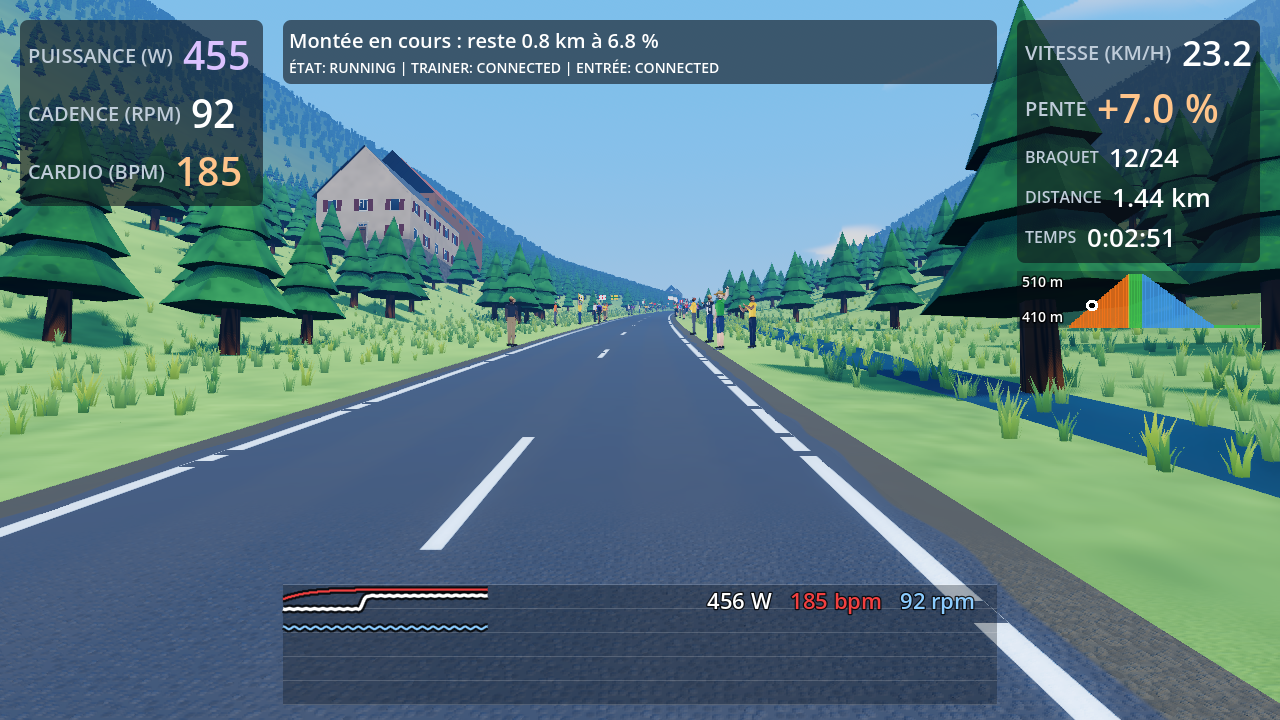 PUISSANCE (W) 455
CADENCE (RPM) 92
CARDIO (BPM) 185
Montée en cours : reste 0.8 km à 6.8 %
ÉTAT: RUNNING | TRAINER: CONNECTED | ENTRÉE: CONNECTED
VITESSE (KM/H) 23.2
PENTE +7.0 %
BRAQUET 12/24
DISTANCE 1.44 km
TEMPS 0:02:51
510 m
410 m
456 W 185 bpm 92 rpm